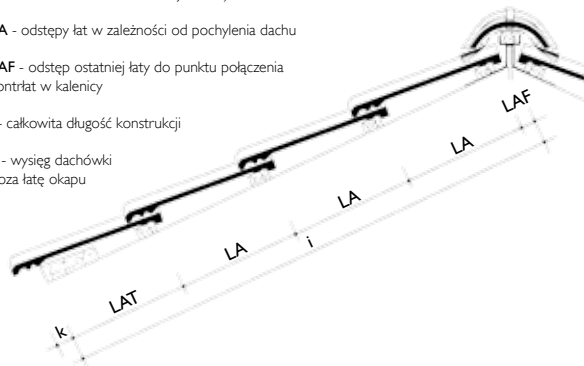 A - odstępy łat w zależności od pochylenia dachu
AF - odstęp ostatniej łaty do punktu połączenia
ontrłat w kalenicy
- całkowita długość konstrukcji
- wysięg dachówki
oza łatę okapu
LAF
LA
LA
LA
i
LAT
k